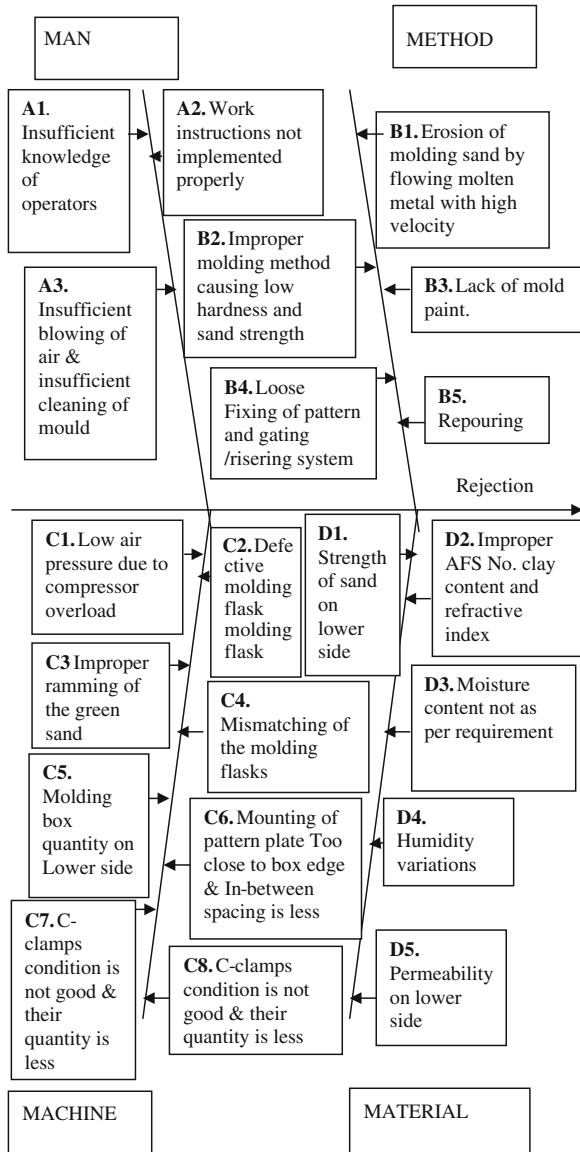 MAN
METHOD
A1.
Insufficient
knowledge
of
operators
A2. Work
instructions not
implemented
properly
B1. Erosion of
molding sand by
flowing molten
metal with high
velocity
B2. Improper
molding method
causing low
hardness and
sand strength
A3.
Insufficient
blowing of
air &
insufficient
cleaning of
mould
B3. Lack of mold
paint.
B4. Loose
Fixing of pattern
and gating
/risering system
B5.
Repouring
Rejection
C1. Low air
pressure due to
compressor
overload
C2. Defe
ctive
molding
flask
molding
flask
D1.
Strength
of sand
on
lower
side
D2. Improper
AFS No. clay
content and
refractive
index
C3 Improper
ramming of
the green
sand
C4.
Mismatching of
the molding
flasks
D3. Moisture
content not as
per requirement
C5.
Molding
box
quantity on
Lower side
C6. Mounting of
pattern plate Too
close to box edge
& In-between
spacing is less
D4.
Humidity
variations
C7. C-
clamps
condition is
not good &
their
quantity is
less
C8. C-clamps
condition is not
good & their
quantity is less
D5.
Permeability
on lower
side
MACHINE
MATERIAL